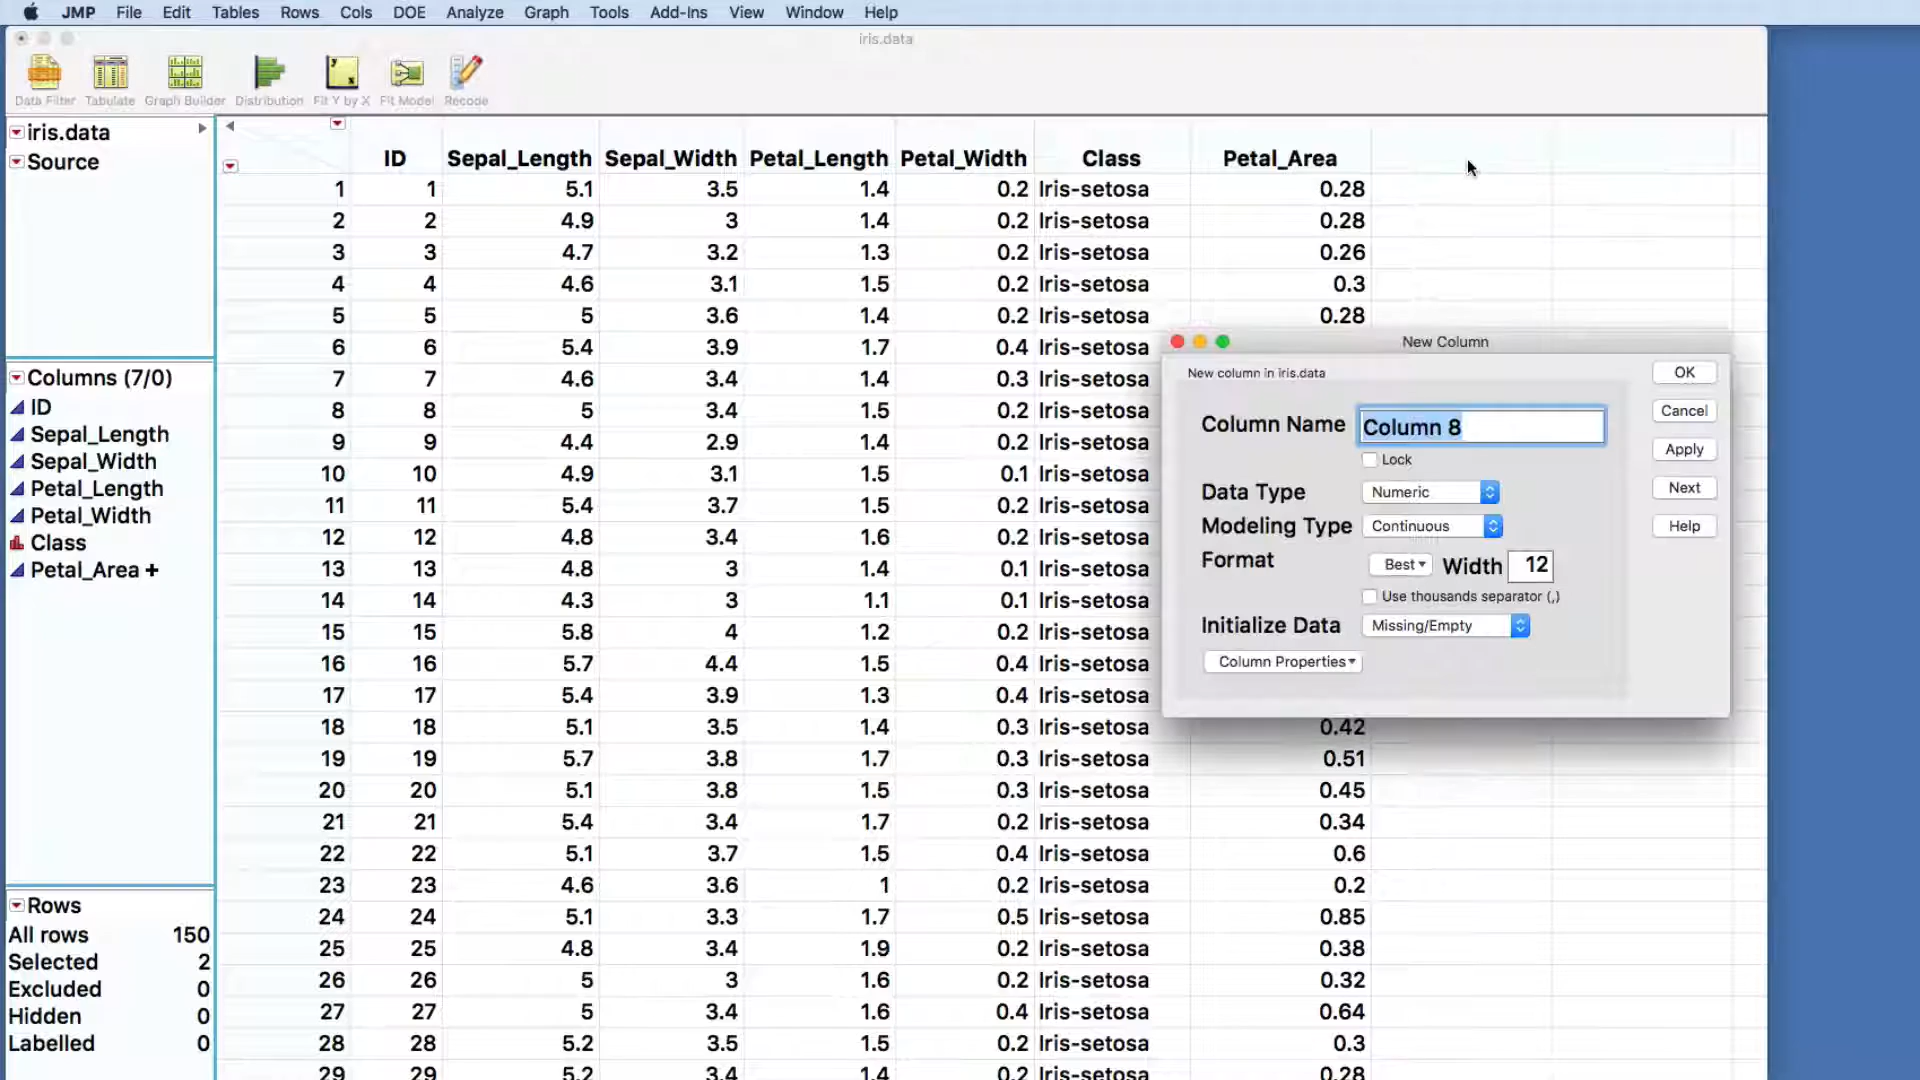 JMP File Edit Tables Rows Cols DOE Analyze Graph Tools Add-Ins View Window Help
iris.data
Data Filter Tabulate Graph Builder Distribution Fit Y by X Fit Model Recode
iris.data
Source
Columns (7/0)
ID
Sepal_Length
Sepal_Width
Petal_Length
Petal_Width
Class
Petal_Area +
Rows
All rows 150
Selected 2
Excluded 0
Hidden 0
Labelled 0
ID Sepal_Length Sepal_Width Petal_Length Petal_Width Class Petal_Area
1 1 5.1 3.5 1.4 0.2 Iris-setosa 0.28
2 2 4.9 3 1.4 0.2 Iris-setosa 0.28
3 3 4.7 3.2 1.3 0.2 Iris-setosa 0.26
4 4 4.6 3.1 1.5 0.2 Iris-setosa 0.3
5 5 5 3.6 1.4 0.2 Iris-setosa 0.28
6 6 5.4 3.9 1.7 0.4 Iris-setosa
7 7 4.6 3.4 1.4 0.3 Iris-setosa
8 8 5 3.4 1.5 0.2 Iris-setosa
9 9 4.4 2.9 1.4 0.2 Iris-setosa
10 10 4.9 3.1 1.5 0.1 Iris-setosa
11 11 5.4 3.7 1.5 0.2 Iris-setosa
12 12 4.8 3.4 1.6 0.2 Iris-setosa
13 13 4.8 3 1.4 0.1 Iris-setosa
14 14 4.3 3 1.1 0.1 Iris-setosa
15 15 5.8 4 1.2 0.2 Iris-setosa
16 16 5.7 4.4 1.5 0.4 Iris-setosa
17 17 5.4 3.9 1.3 0.4 Iris-setosa
18 18 5.1 3.5 1.4 0.3 Iris-setosa 0.42
19 19 5.7 3.8 1.7 0.3 Iris-setosa 0.51
20 20 5.1 3.8 1.5 0.3 Iris-setosa 0.45
21 21 5.4 3.4 1.7 0.2 Iris-setosa 0.34
22 22 5.1 3.7 1.5 0.4 Iris-setosa 0.6
23 23 4.6 3.6 1 0.2 Iris-setosa 0.2
24 24 5.1 3.3 1.7 0.5 Iris-setosa 0.85
25 25 4.8 3.4 1.9 0.2 Iris-setosa 0.38
26 26 5 3 1.6 0.2 Iris-setosa 0.32
27 27 5 3.4 1.6 0.4 Iris-setosa 0.64
28 28 5.2 3.5 1.5 0.2 Iris-setosa 0.3
29 29 5.2 3.4 1.4 0.2 Iris-setosa 0.28
New Column
New column in iris.data
Column Name Column 8
Lock
Data Type Numeric
Modeling Type Continuous
Format Best Width 12
Use thousands separator (,)
Initialize Data Missing/Empty
Column Properties
OK
Cancel
Apply
Next
Help